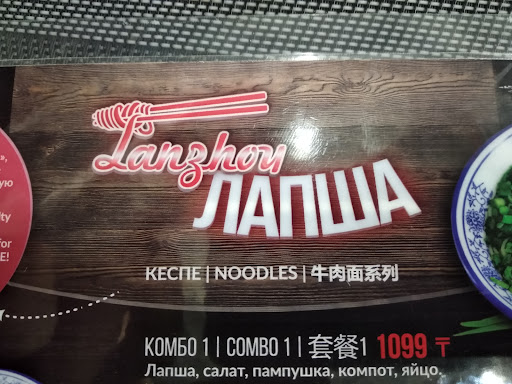 Lanzhou
ЛАПША
КЕСПЕ | NOODLES | 牛肉面系列
КОМБО 1 | COMBO 1 | 套餐1 1099 ₸
Лапша, салат, пампушка, компот, яйцо.